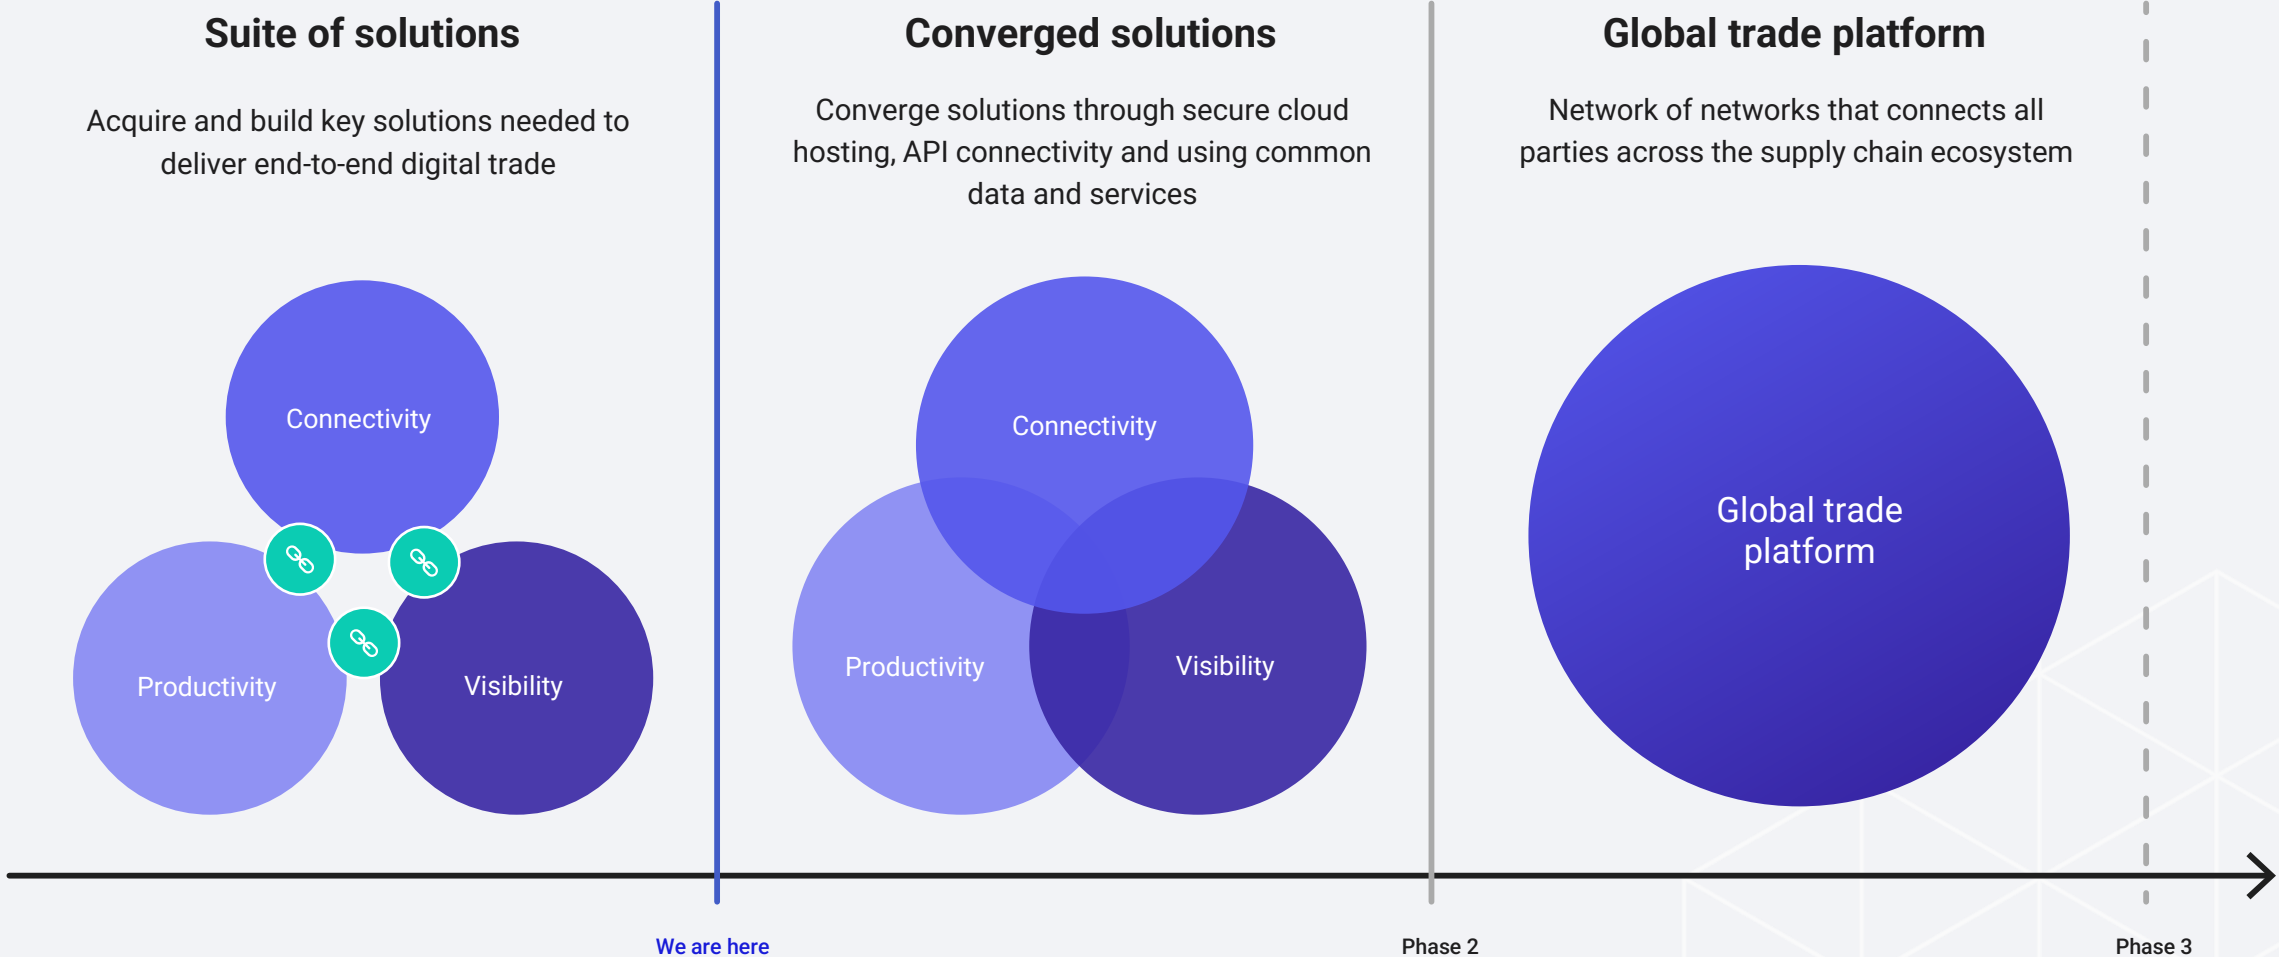 Suite of solutions
Acquire and build key solutions needed to
deliver end-to-end digital trade
Connectivity
Productivity
Visibility
Converged solutions
Converge solutions through secure cloud
hosting, API connectivity and using common
data and services
Connectivity
Productivity
Visibility
Global trade platform
Network of networks that connects all
parties across the supply chain ecosystem
Global trade
platform
We are here
Phase 2
Phase 3